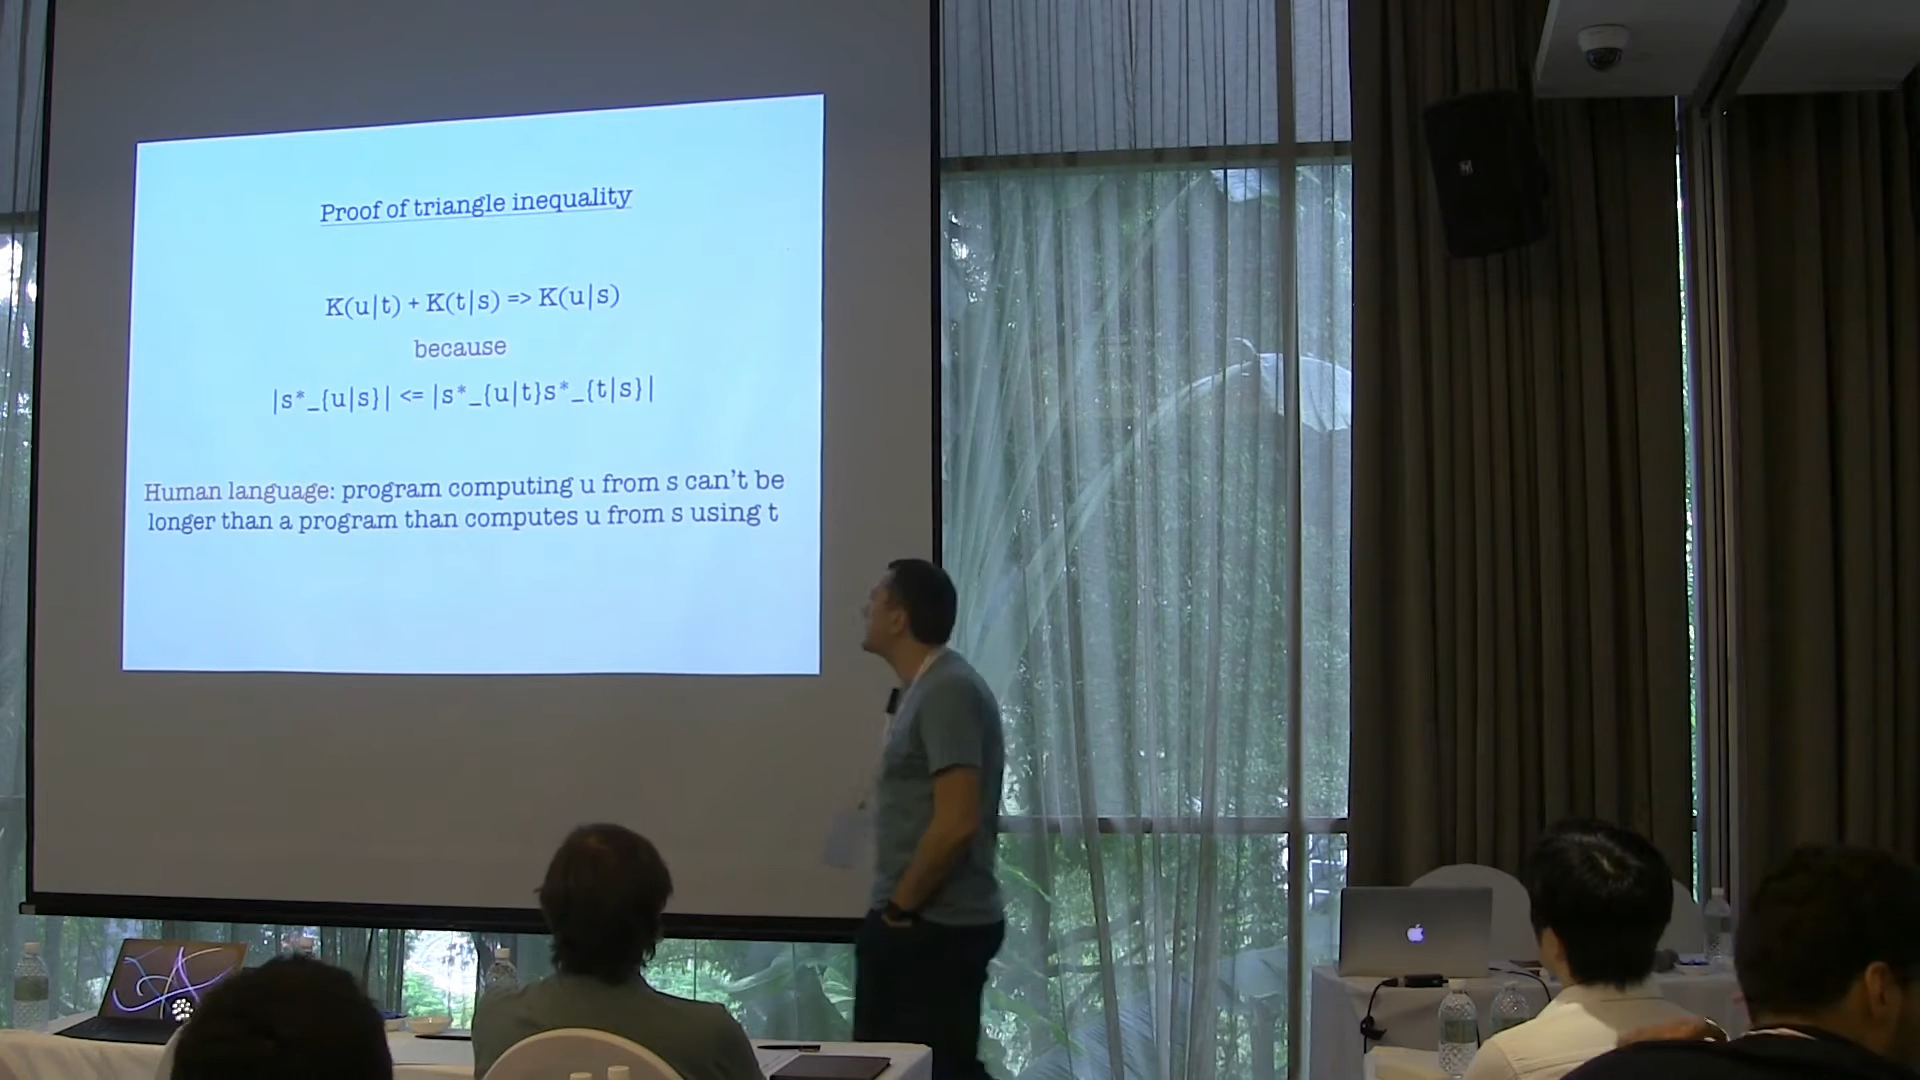 Proof of triangle inequality
K(u|t) + K(t|s) => K(u|s)
because
|s*_{u|s}| <= |s*_{u|t}s*_{t|s}|
Human language: program computing u from s can't be
longer than a program than computes u from s using t